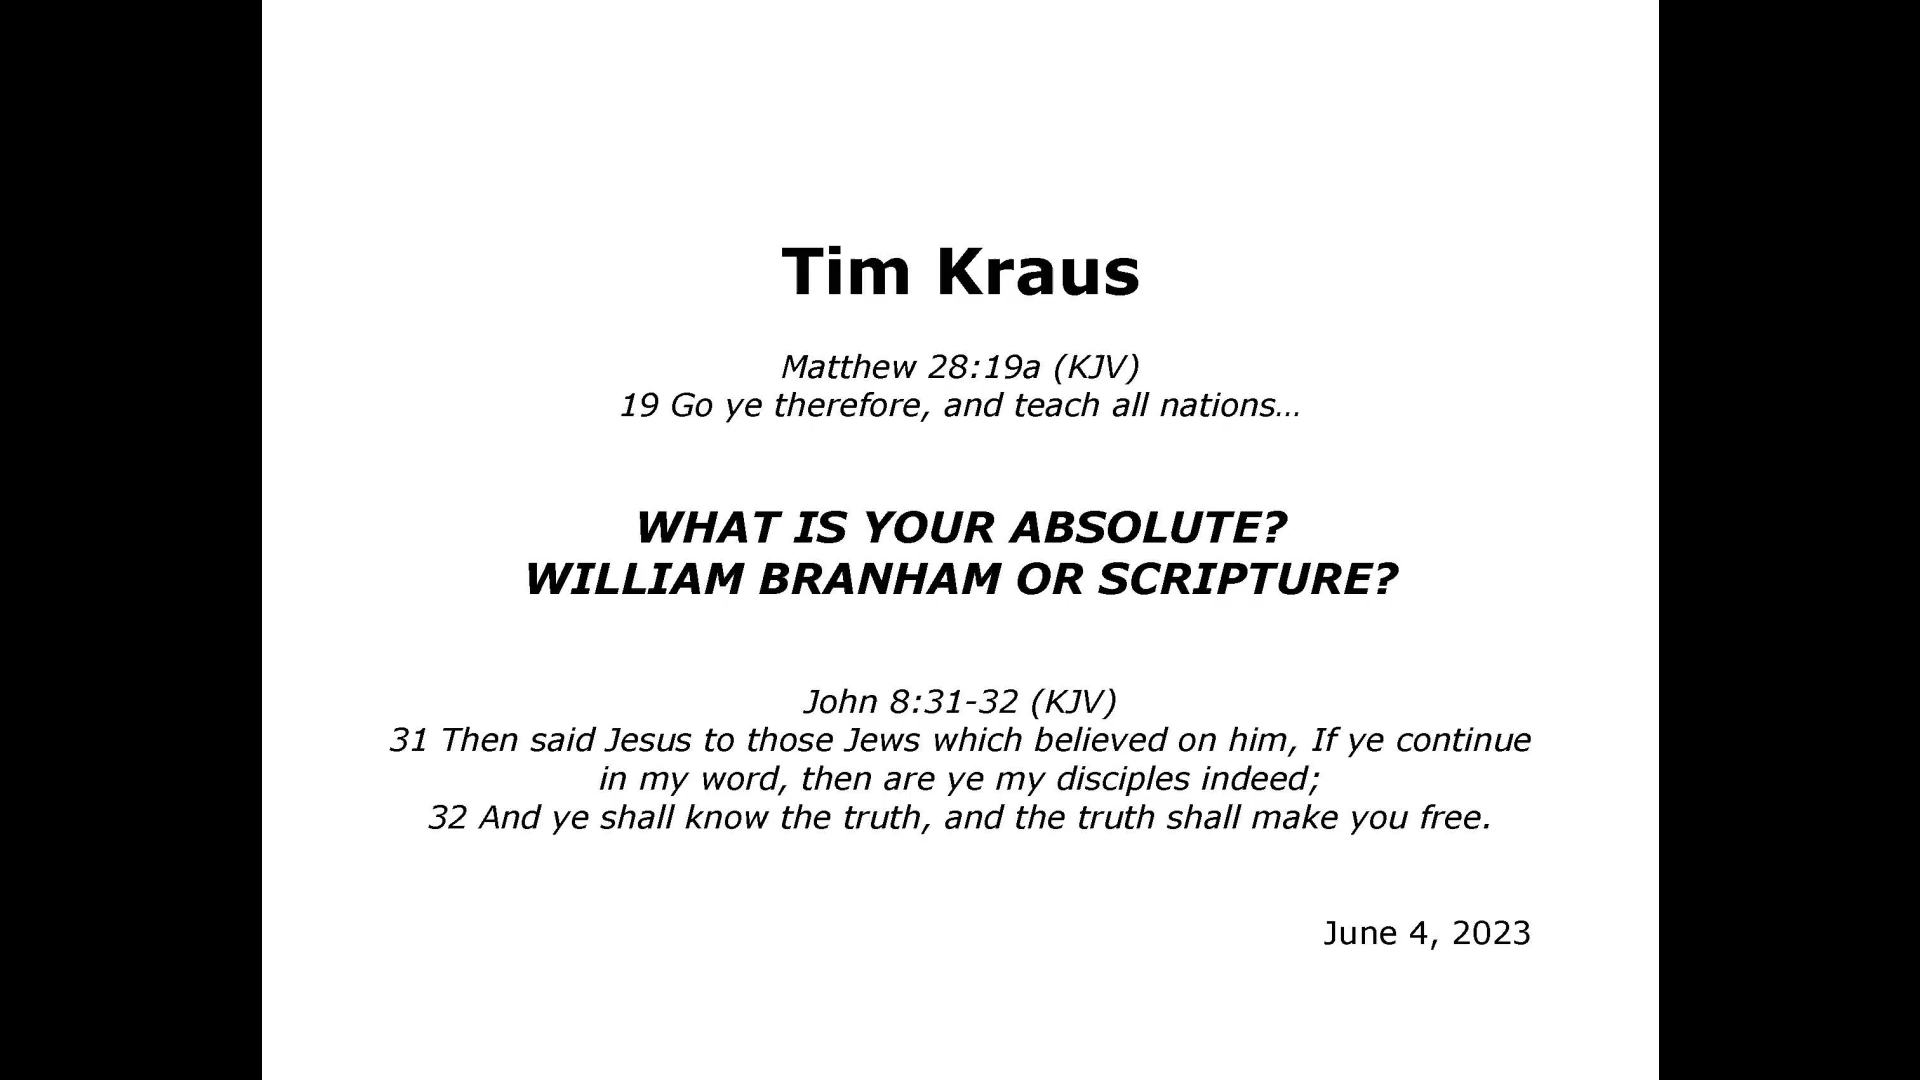 Tim Kraus
Matthew 28:19a (KJV)
19 Go ye therefore, and teach all nations…
WHAT IS YOUR ABSOLUTE?
WILLIAM BRANHAM OR SCRIPTURE?
John 8:31-32 (KJV)
31 Then said Jesus to those Jews which believed on him, If ye continue
in my word, then are ye my disciples indeed;
32 And ye shall know the truth, and the truth shall make you free.
June 4, 2023